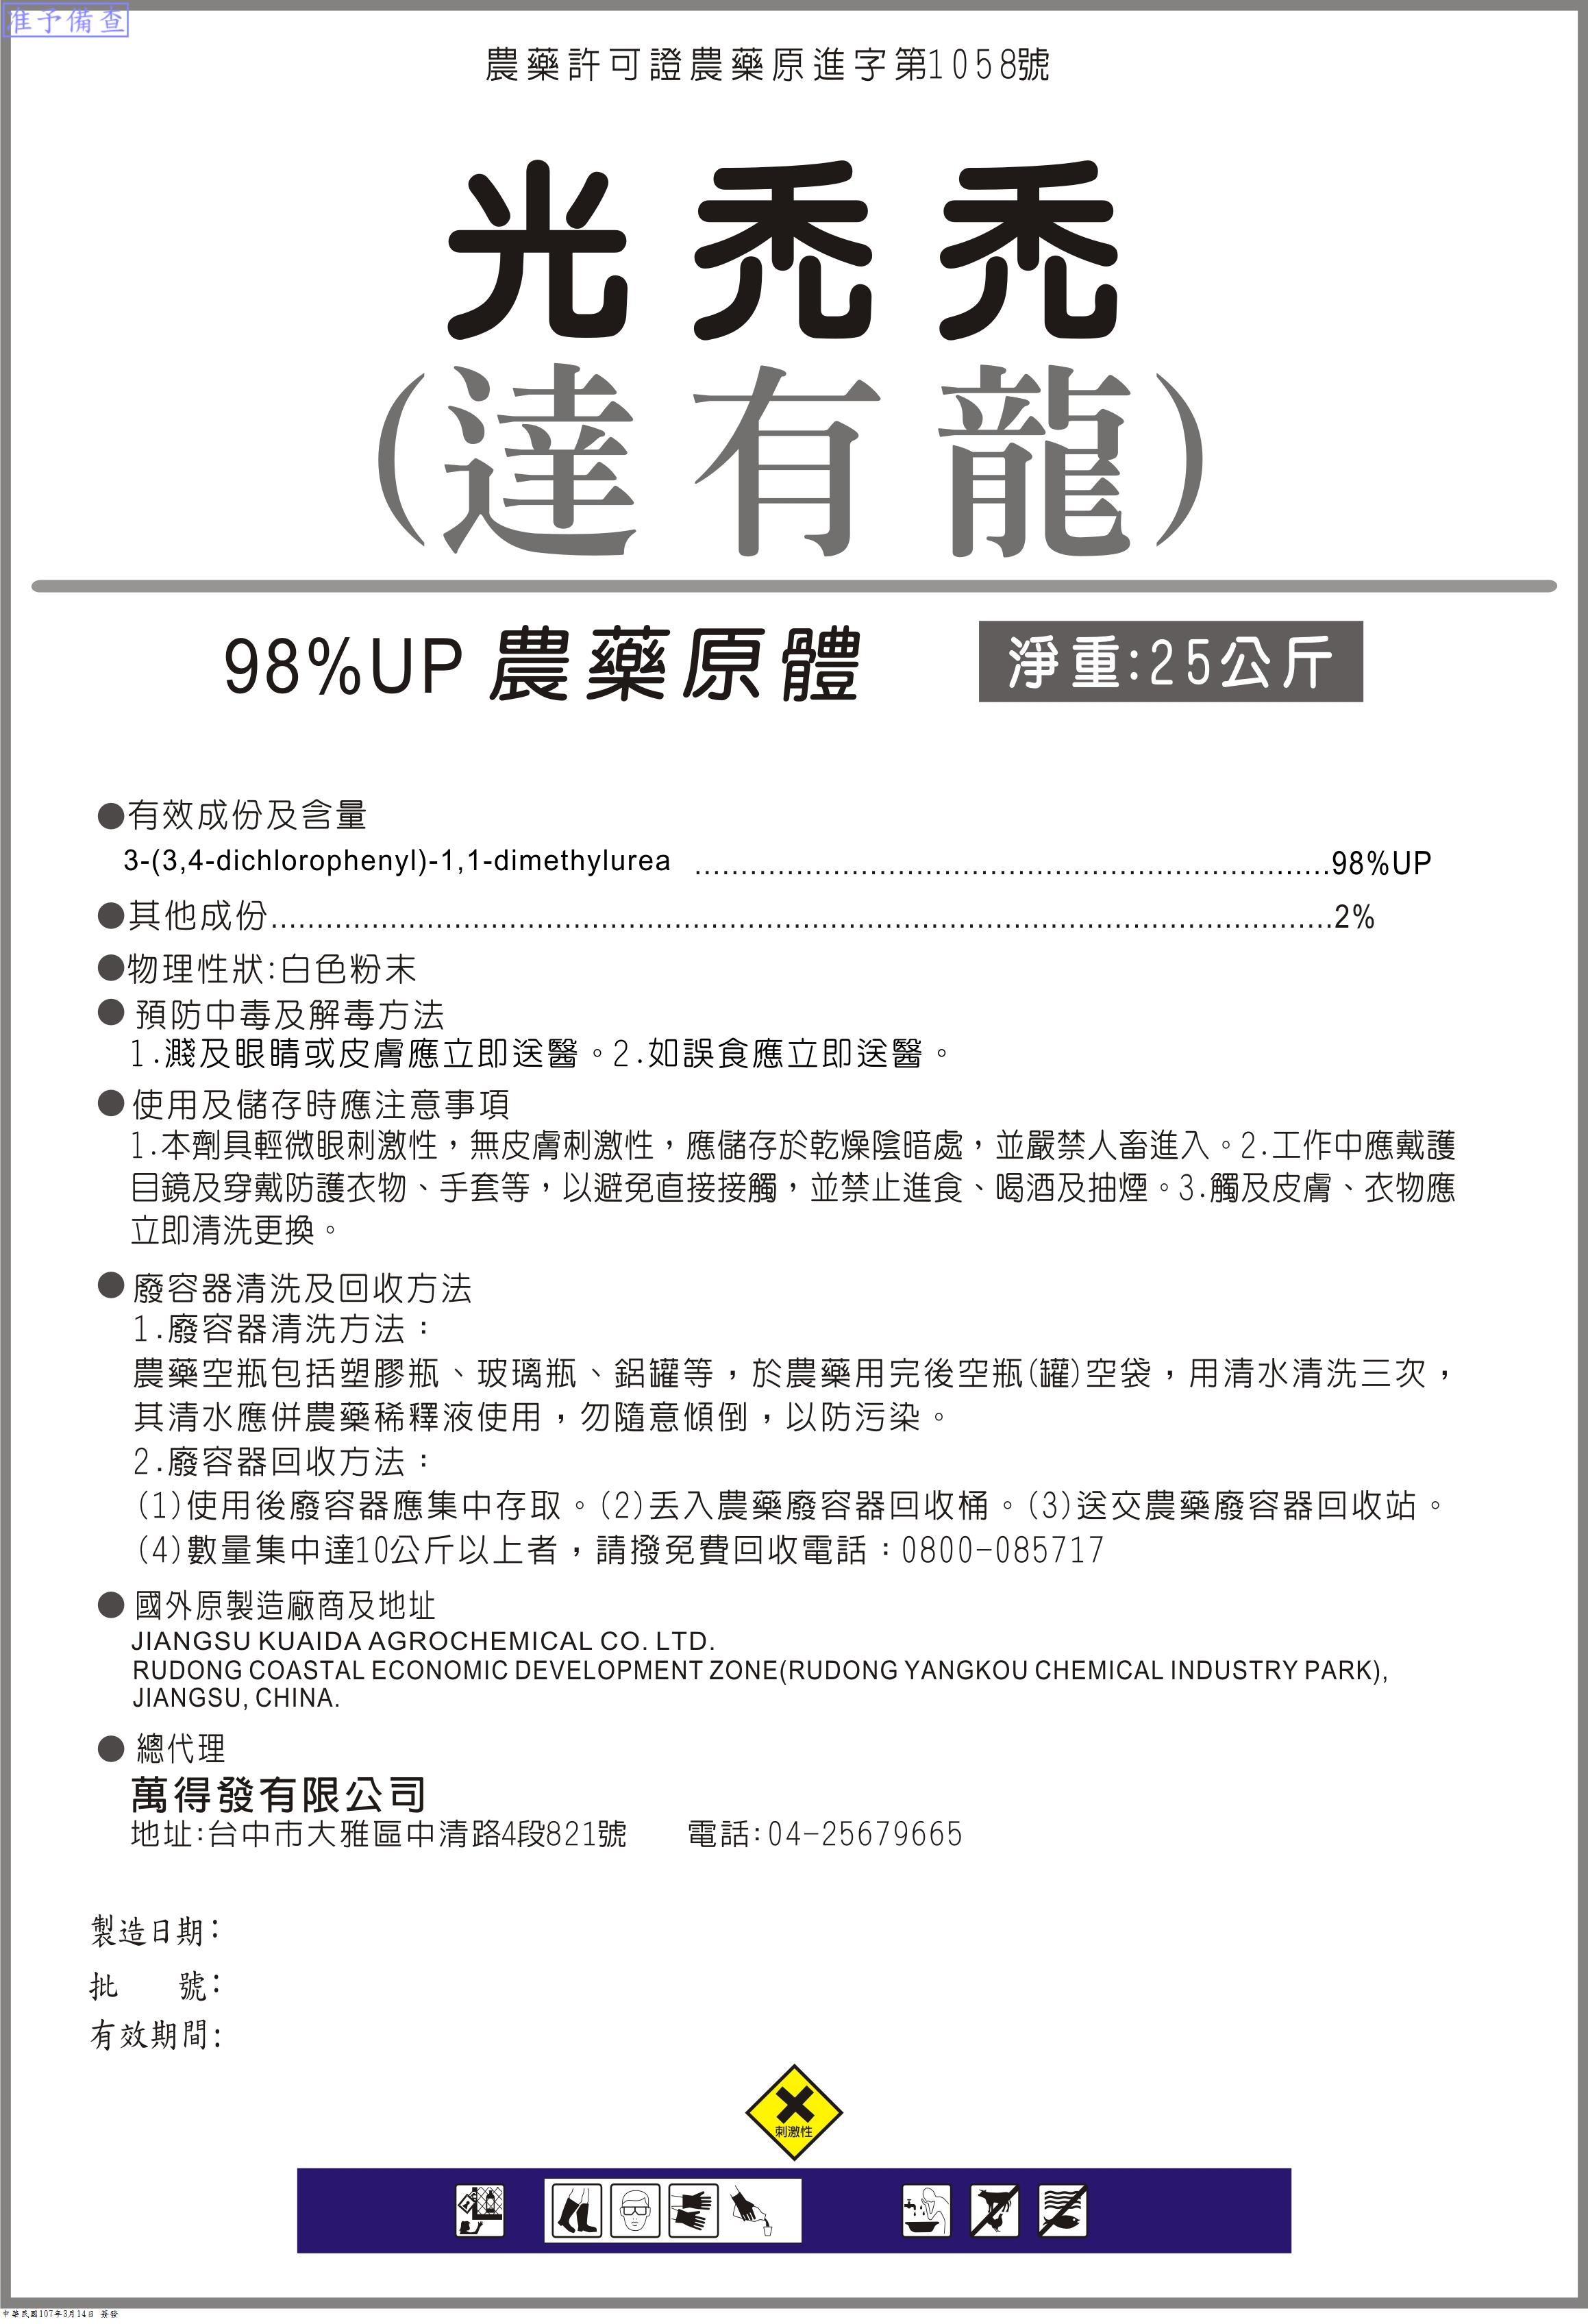 准予備查
農藥許可證農藥原進字第1058號
光禿禿
(達有龍)
98%UP 農藥原體
淨重:25公斤
●有效成份及含量
3-(3,4-dichlorophenyl)-1,1-dimethylurea ......................................................................98%UP
●其他成份....................................................................................................................2%
●物理性狀:白色粉末
● 預防中毒及解毒方法
1.濺及眼睛或皮膚應立即送醫。2.如誤食應立即送醫。
● 使用及儲存時應注意事項
1.本劑具輕微眼刺激性，無皮膚刺激性，應儲存於乾燥陰暗處，並嚴禁人畜進入。2.工作中應戴護
目鏡及穿戴防護衣物、手套等，以避免直接接觸，並禁止進食、喝酒及抽煙。3.觸及皮膚、衣物應
立即清洗更換。
● 廢容器清洗及回收方法
1.廢容器清洗方法：
農藥空瓶包括塑膠瓶、玻璃瓶、鋁罐等，於農藥用完後空瓶(罐)空袋，用清水清洗三次，
其清水應併農藥稀釋液使用，勿隨意傾倒，以防污染。
2.廢容器回收方法：
(1)使用後廢容器應集中存取。(2)丟入農藥廢容器回收桶。(3)送交農藥廢容器回收站。
(4)數量集中達10公斤以上者，請撥免費回收電話：0800-085717
● 國外原製造廠商及地址
JIANGSU KUAIDA AGROCHEMICAL CO. LTD.
RUDONG COASTAL ECONOMIC DEVELOPMENT ZONE(RUDONG YANGKOU CHEMICAL INDUSTRY PARK),
JIANGSU, CHINA.
● 總代理
萬得發有限公司
地址:台中市大雅區中清路4段821號 電話:04-25679665
製造日期:
批 號:
有效期間:
刺激性
中華民國107年3月14日 簽發